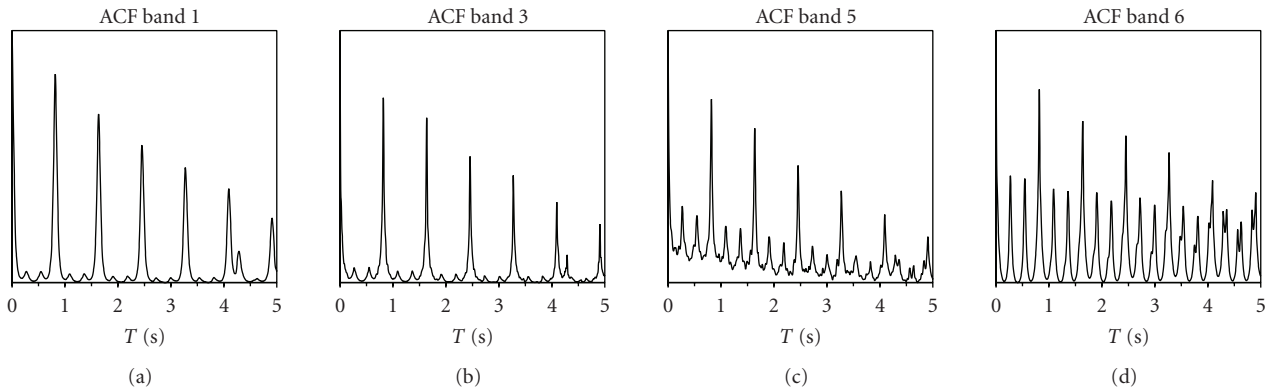 ACF band 1
ACF band 3
ACF band 5
ACF band 6
0 1 2 3 4 5
0 1 2 3 4 5
0 1 2 3 4 5
0 1 2 3 4 5
T (s)
T (s)
T (s)
T (s)
(a)
(b)
(c)
(d)